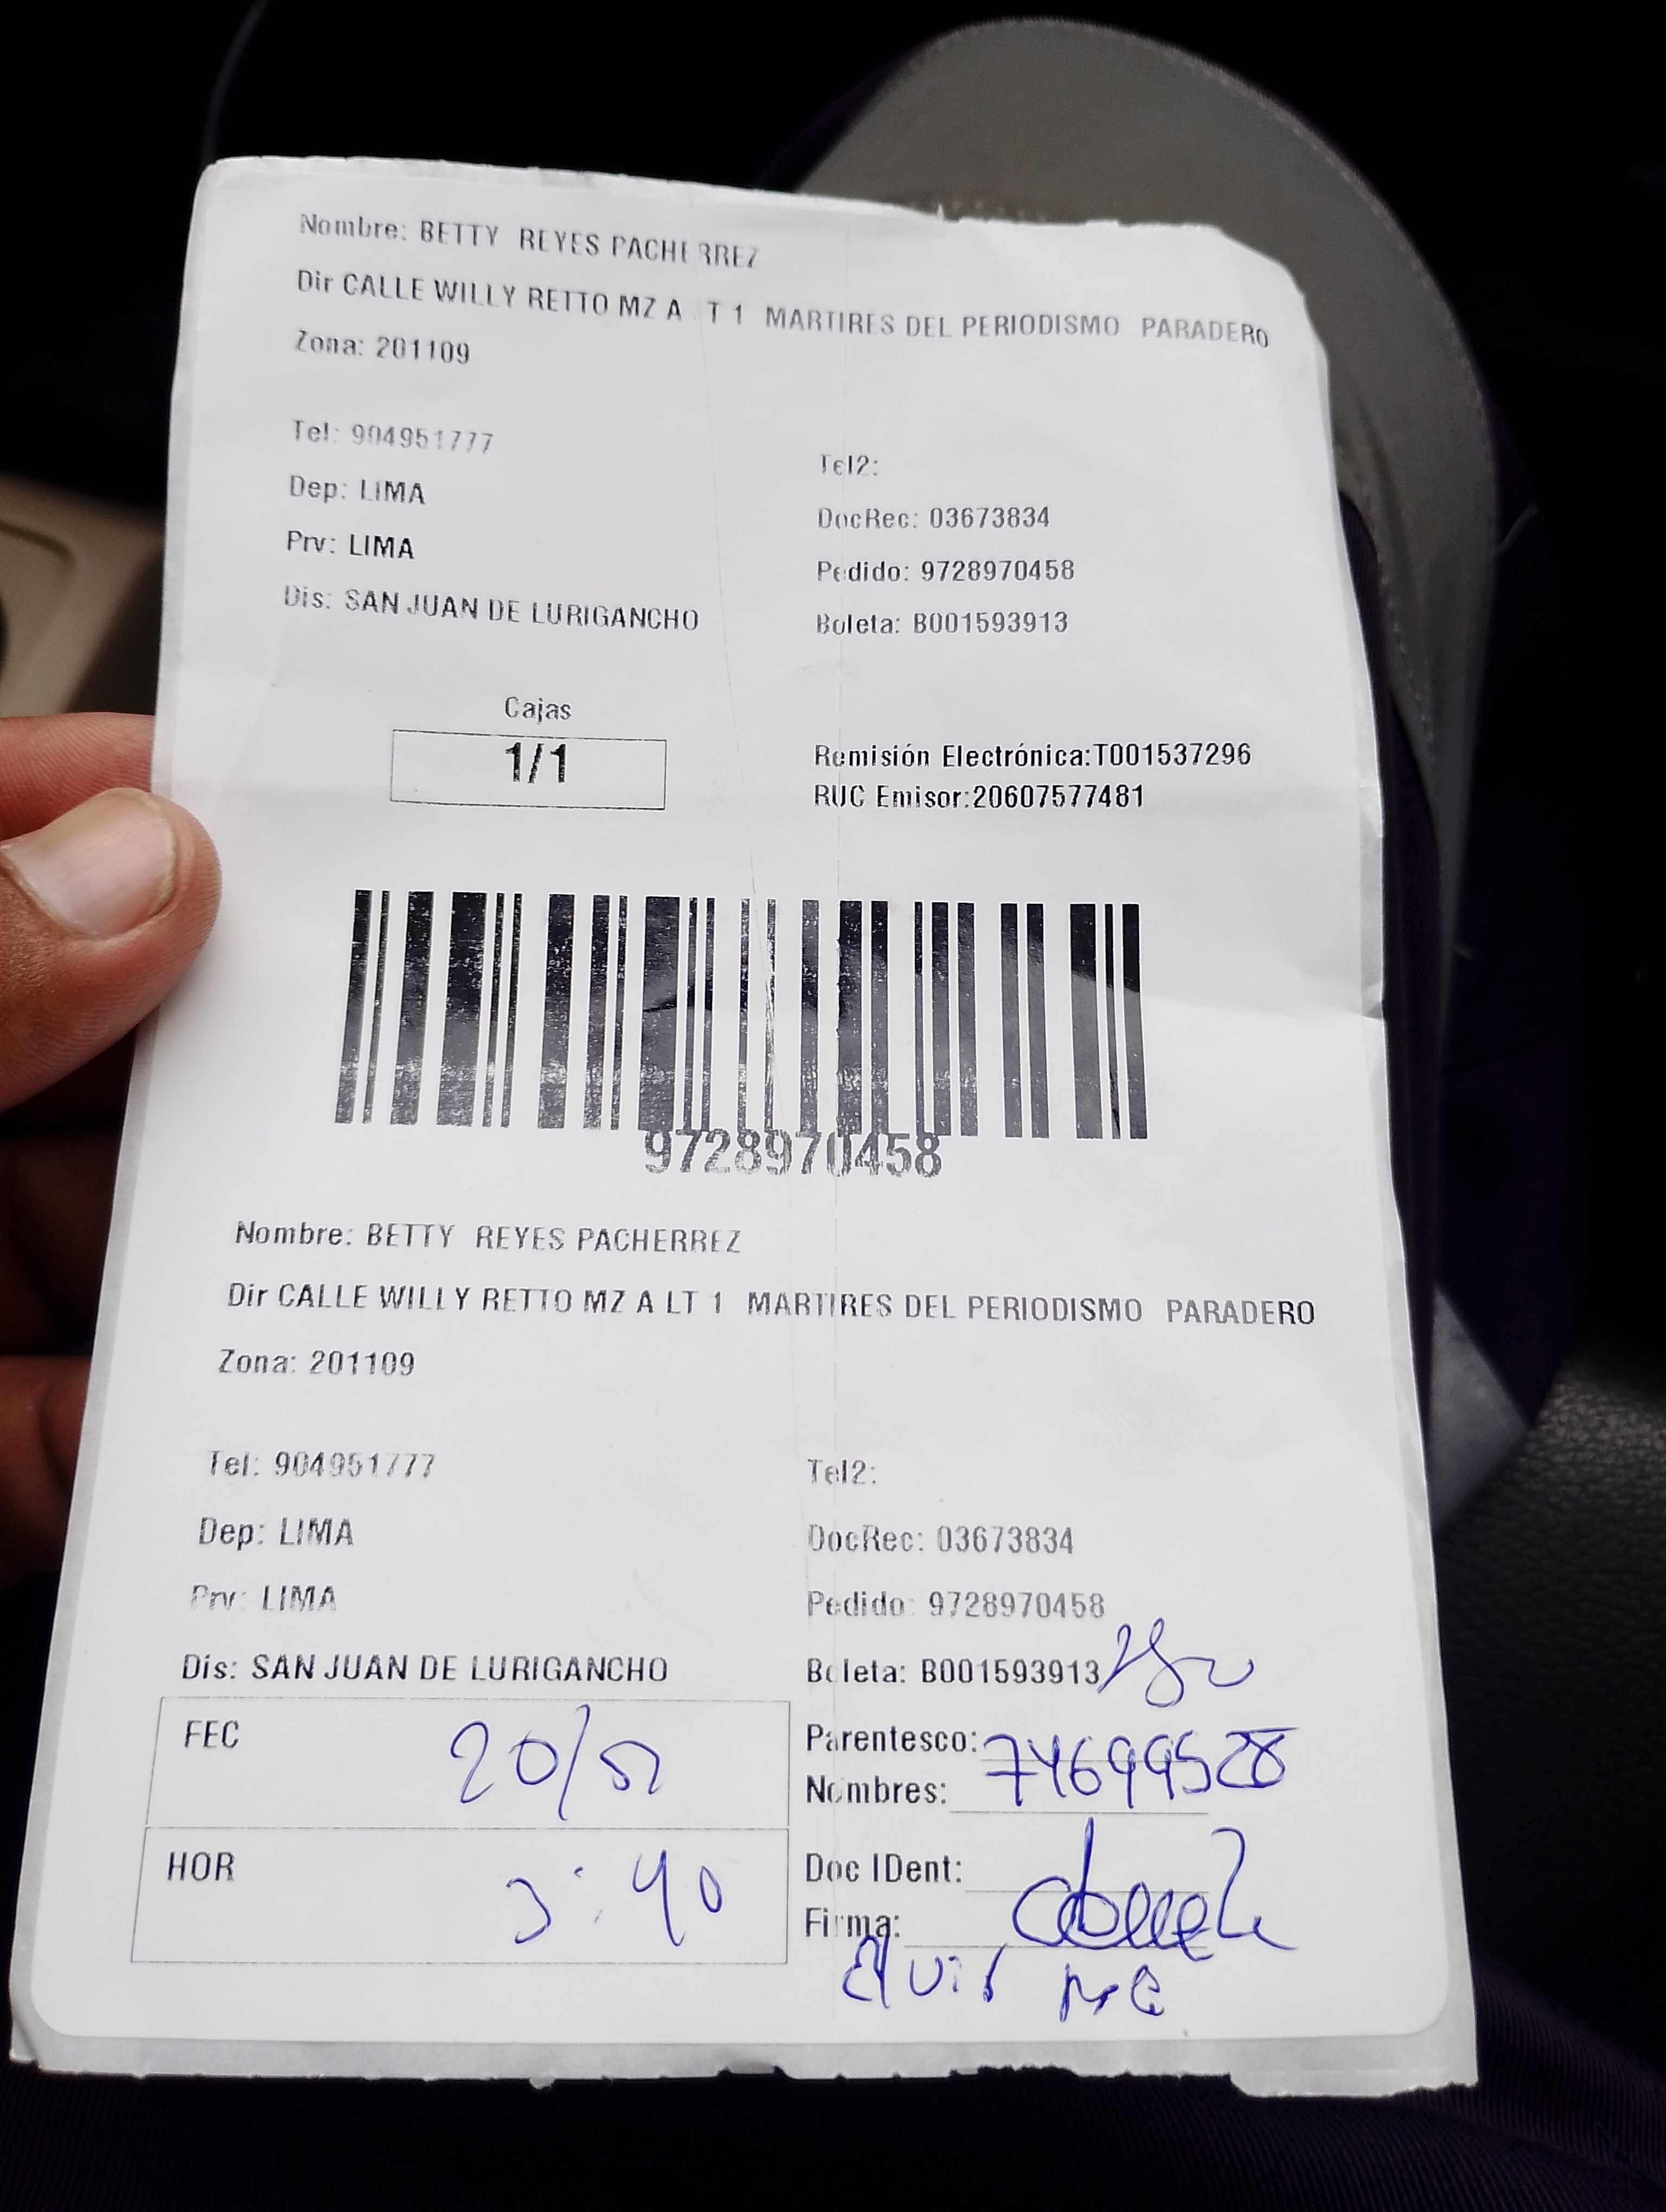 Nombre: BETTY REYES PACHERREZ
Dir CALLE WILLY RETTO MZ A T 1 MARTIRES DEL PERIODISMO PARADERO
Zona: 201109
Tel: 904951777
Tel2:
Dep: LIMA
DocRec: 03673834
Prv: LIMA
Pedido: 9728970458
Dis: SAN JUAN DE LURIGANCHO
Boleta: B001593913
Cajas
1/1
Remisión Electrónica:T001537296
RUC Emisor:20607577481
9728970458
Nombre: BETTY REYES PACHERREZ
Dir CALLE WILLY RETTO MZ A LT 1 MARTIRES DEL PERIODISMO PARADERO
Zona: 201109
Tel: 904951777
Tel2:
Dep: LIMA
DocRec: 03673834
Prv: LIMA
Pedido: 9728970458
Dis: SAN JUAN DE LURIGANCHO
Boleta: B001593913
FEC
Parentesco: 74699528
Nombres:
HOR 3:40
Doc IDent:
Firma:
Elvis